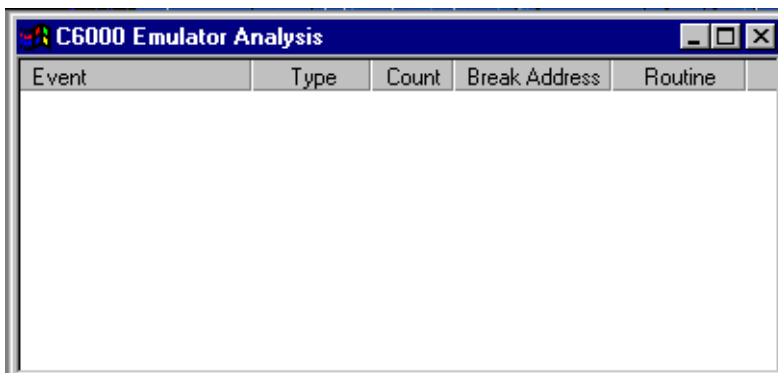 C6000 Emulator Analysis
Event Type Count Break Address Routine